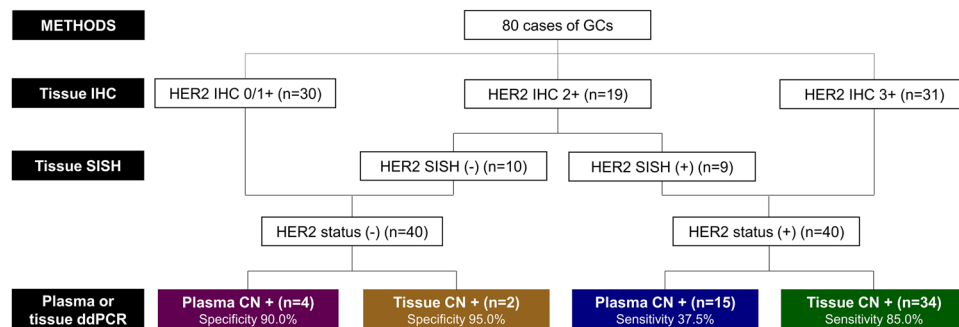 METHODS
80 cases of GCs
Tissue IHC
HER2 IHC 0/1+ (n=30)
HER2 IHC 2+ (n=19)
HER2 IHC 3+ (n=31)
Tissue SISH
HER2 SISH (-) (n=10)
HER2 SISH (+) (n=9)
HER2 status (-) (n=40)
HER2 status (+) (n=40)
Plasma or
tissue ddPCR
Plasma CN + (n=4)
Specificity 90.0%
Tissue CN + (n=2)
Specificity 95.0%
Plasma CN + (n=15)
Sensitivity 37.5%
Tissue CN + (n=34)
Sensitivity 85.0%